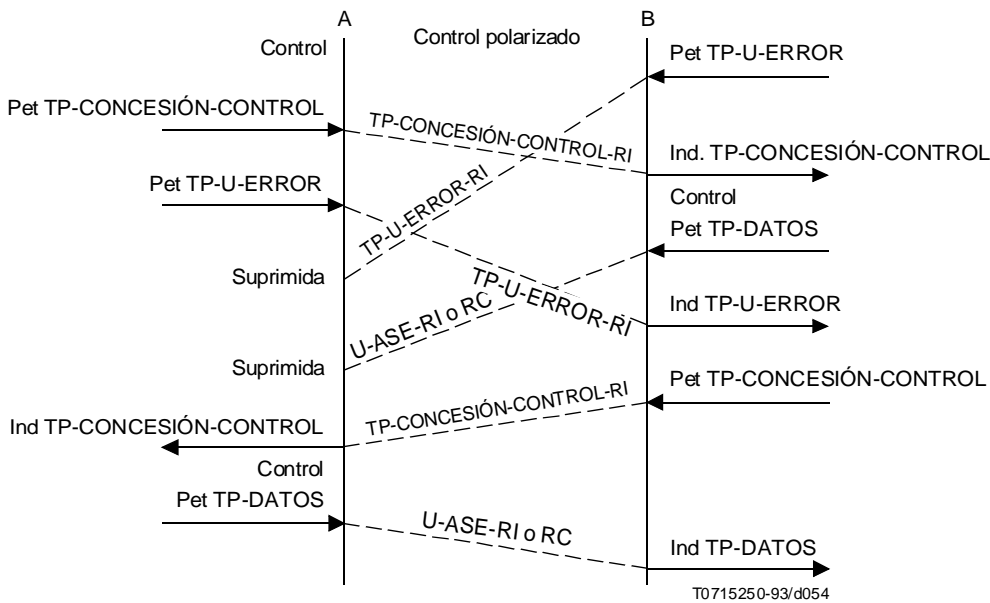 A
B
Control
Control polarizado
Pet TP-U-ERROR
Pet TP-CONCESIÓN-CONTROL
TP-CONCESIÓN-CONTROL-RI
Ind. TP-CONCESIÓN-CONTROL
Pet TP-U-ERROR
TP-U-ERROR-RI
Control
Pet TP-DATOS
Suprimida
TP-U-ERROR-RI
Ind TP-U-ERROR
U-ASE-RI o RC
Suprimida
Pet TP-CONCESIÓN-CONTROL
TP-CONCESIÓN-CONTROL-RI
Ind TP-CONCESIÓN-CONTROL
Control
Pet TP-DATOS
U-ASE-RI o RC
Ind TP-DATOS
T0715250-93/d054